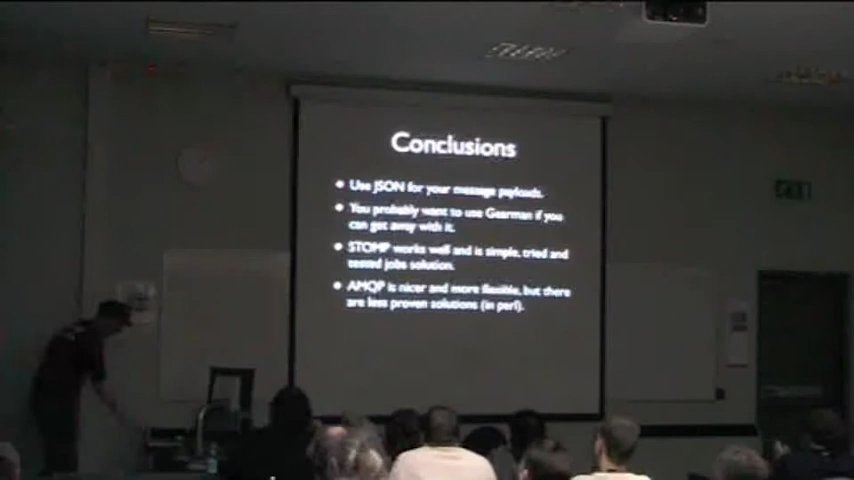 Conclusions
Use JSON for your message payloads.
You probably want to use Gearman if you
can get away with it.
STOMP works well and is simple, tried and
tested jobs solution.
AMQP is nicer and more flexible, but there
are less proven solutions (in perl).